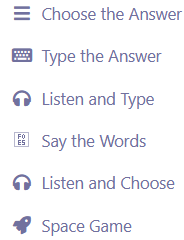 Choose the Answer
Type the Answer
Listen and Type
Say the Words
Listen and Choose
Space Game